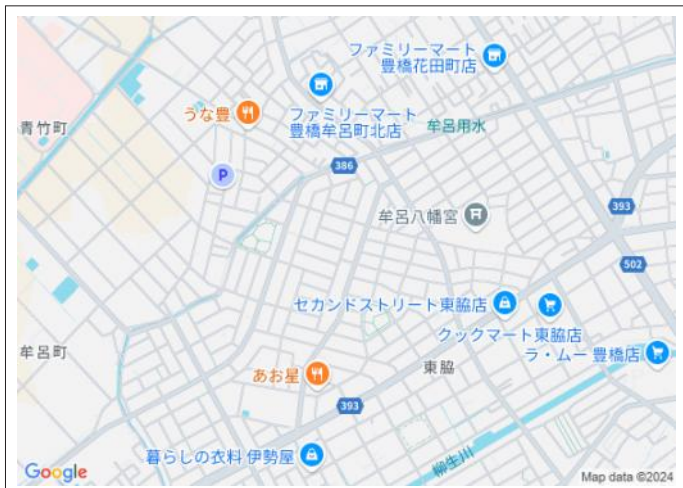 ファミリーマート
豊橋花田町店
うな豊
ファミリーマート
豊橋牟呂町北店
青竹町
牟呂用水
P
386
393
牟呂八幡宮
502
セカンドストリート東脇店
クックマート東脇店
牟呂町
ラ・ムー 豊橋店
あお星
東脇
393
暮らしの衣料 伊勢屋
柳生川
Google
Map data ©2024